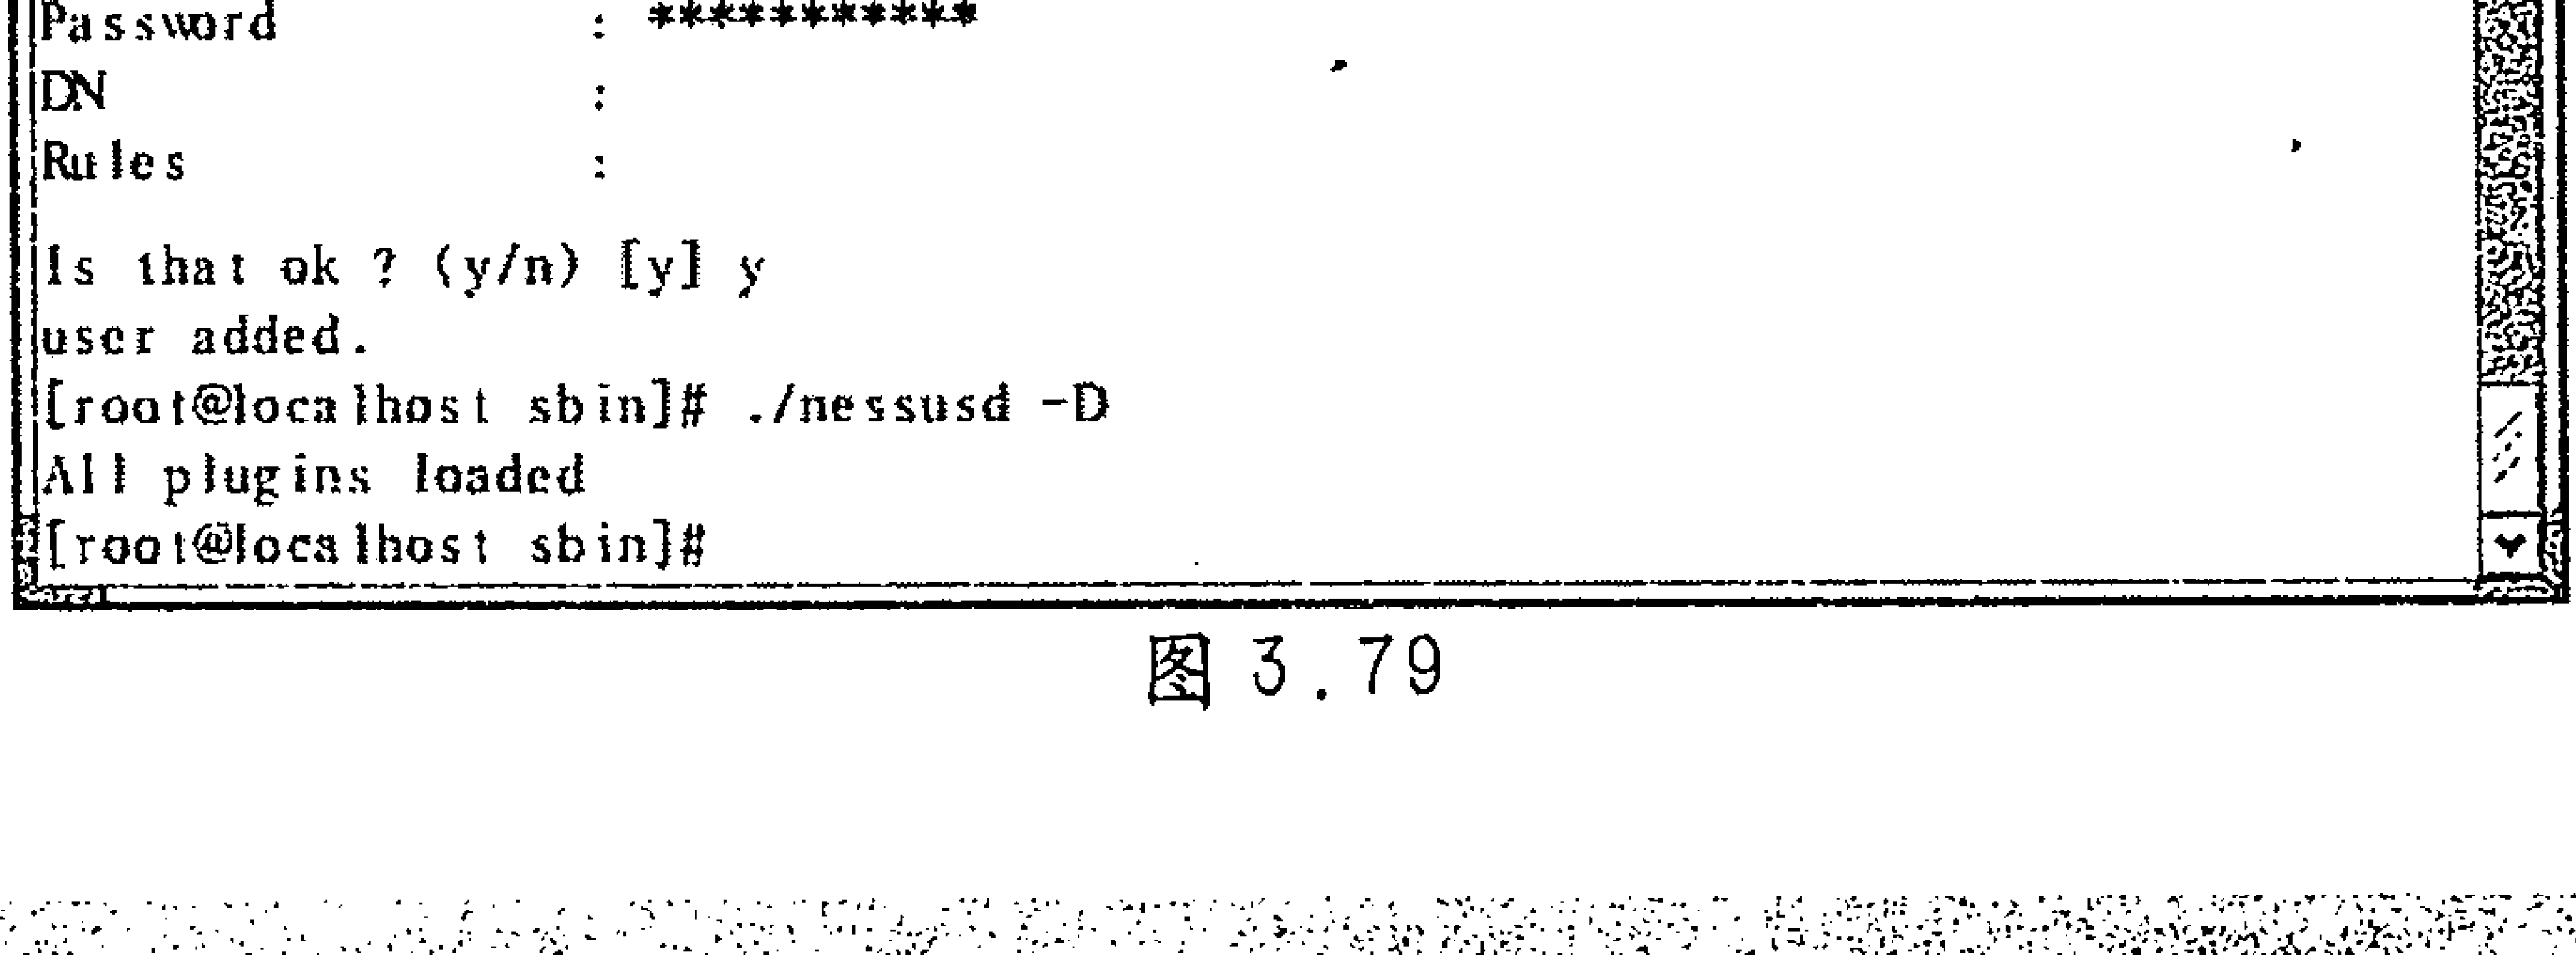 Password : ***********
DN :
Rules :
Is that ok ? (y/n) [y] y
user added.
[root@localhost sbin]# ./nessusd -D
All plugins loaded
[root@localhost sbin]#
图 3.79